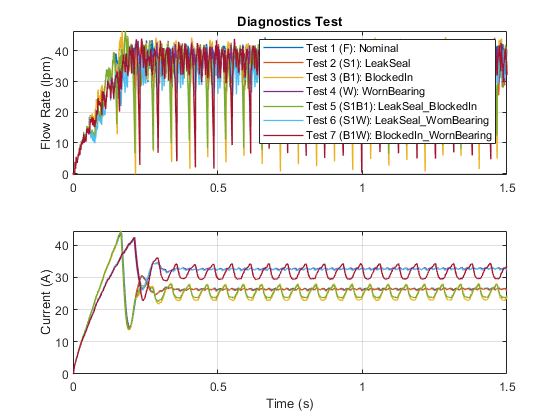 Diagnostics Test
Flow Rate (lpm)
40
30
20
10
0
0
0.5
1
1.5
Test 1 (F): Nominal
Test 2 (S1): LeakSeal
Test 3 (B1): BlockedIn
Test 4 (W): WornBearing
Test 5 (S1B1): LeakSeal_BlockedIn
Test 6 (S1W): LeakSeal_WornBearing
Test 7 (B1W): BlockedIn_WornBearing
Current (A)
40
30
20
10
0
0
0.5
1
1.5
Time (s)